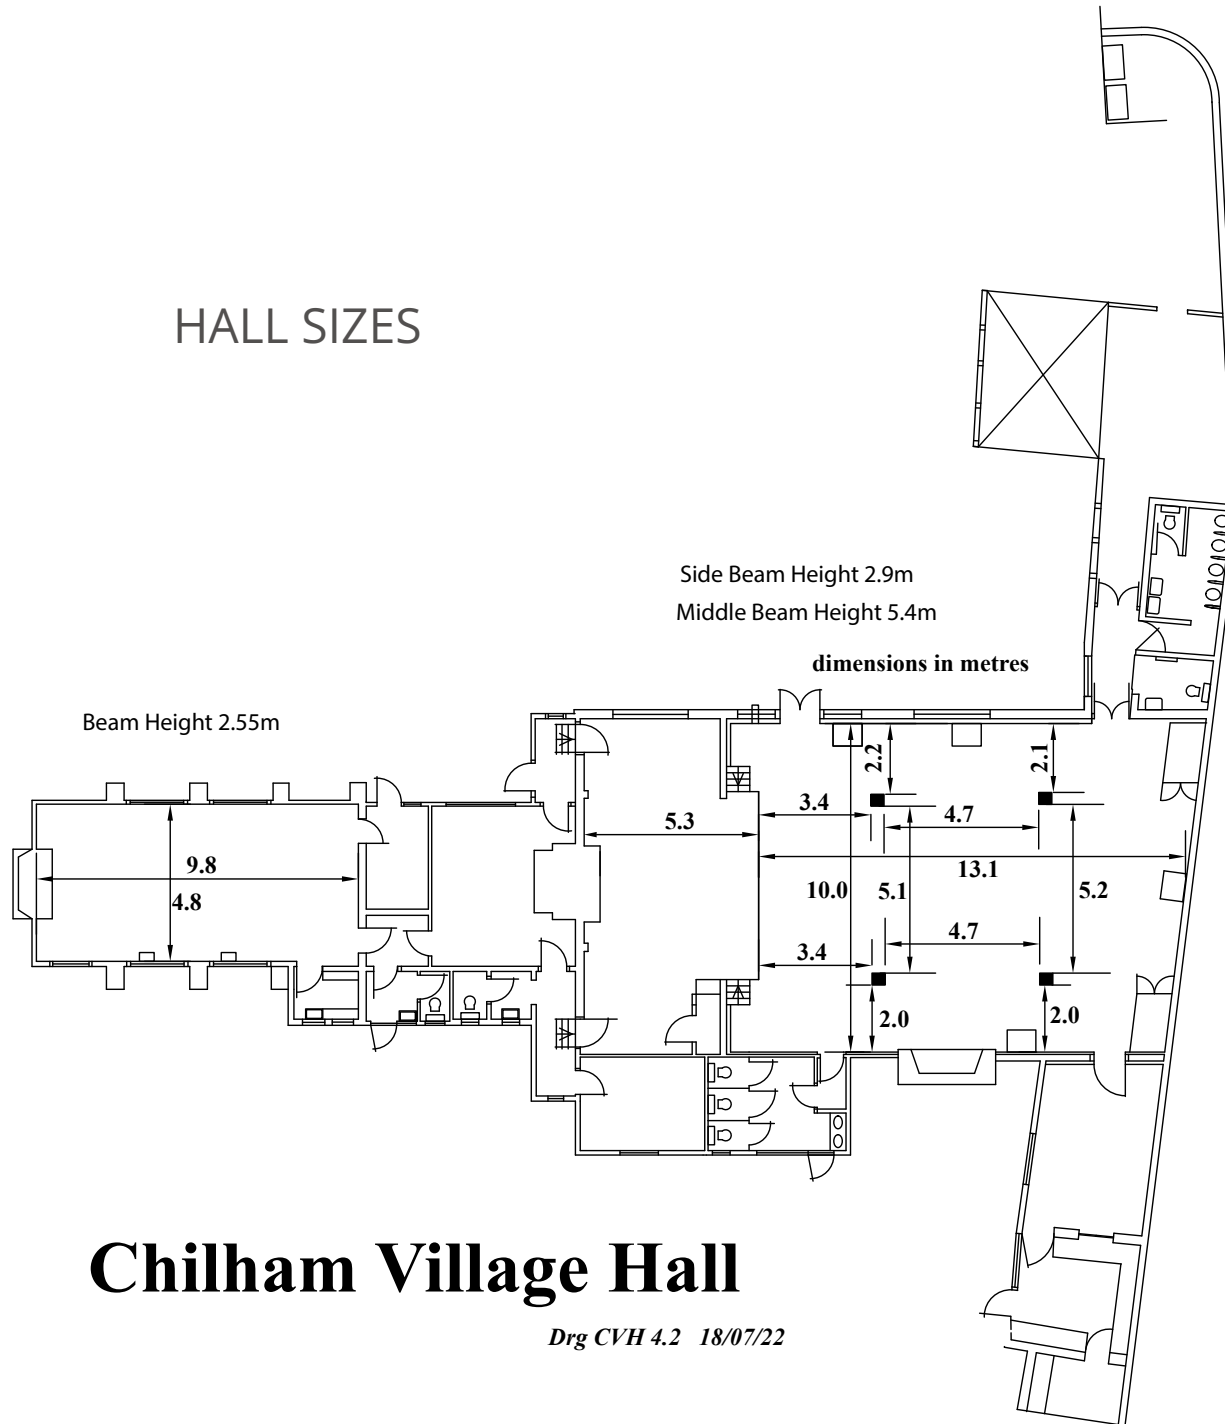 HALL SIZES
Side Beam Height 2.9m
Middle Beam Height 5.4m
dimensions in metres
Beam Height 2.55m
2.2
2.1
3.4
4.7
5.3
9.8
4.8
13.1
10.0
5.1
5.2
4.7
3.4
2.0
2.0
Chilham Village Hall
Drg CVH 4.2 18/07/22